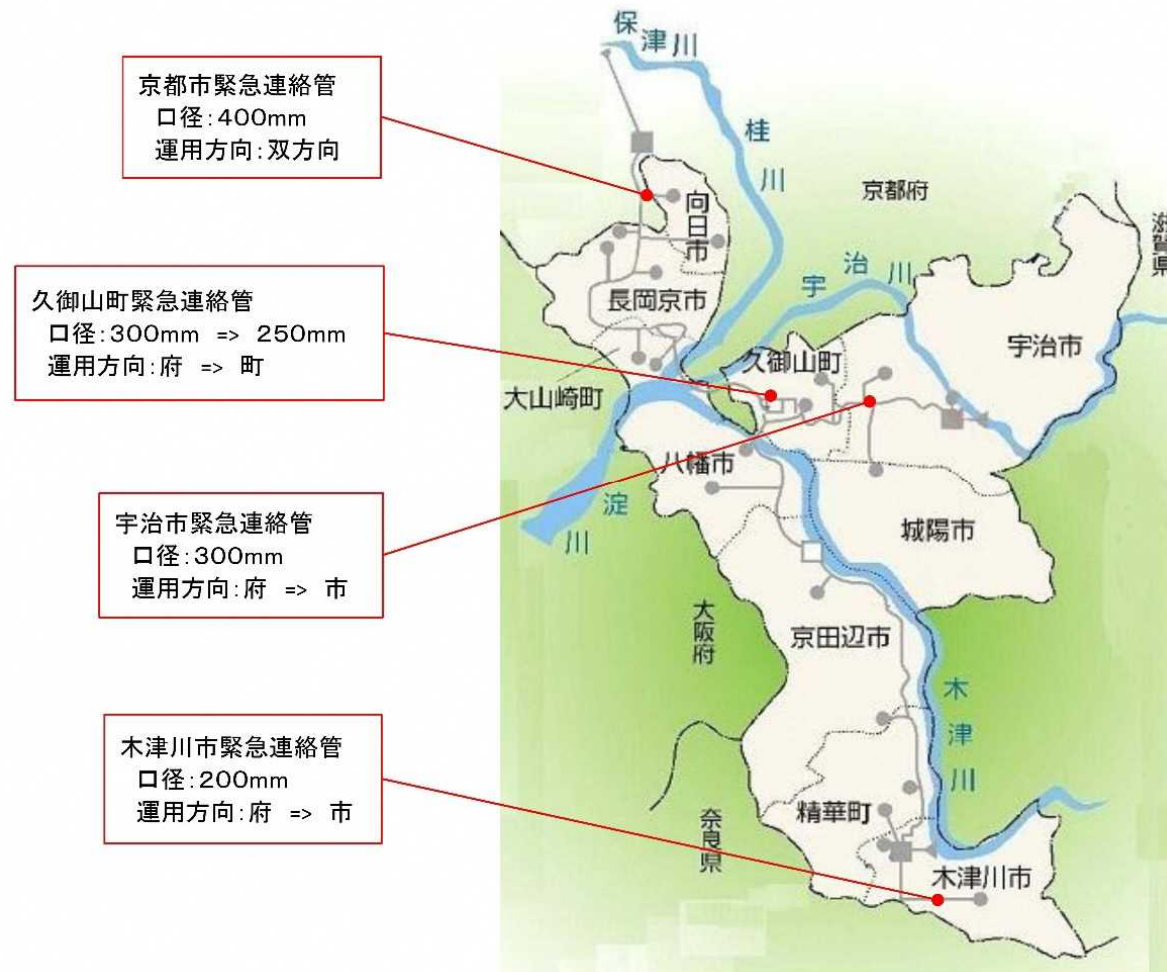 京都市緊急連絡管
口径:400mm
運用方向:双方向
久御山町緊急連絡管
口径:300mm => 250mm
運用方向:府 => 町
宇治市緊急連絡管
口径:300mm
運用方向:府 => 市
木津川市緊急連絡管
口径:200mm
運用方向:府 => 市
保津川
桂川
京都府
滋賀県
向日市
長岡京市
宇治川
宇治市
久御山町
大山崎町
八幡市
淀川
城陽市
大阪府
京田辺市
木津川
精華町
奈良県
木津川市